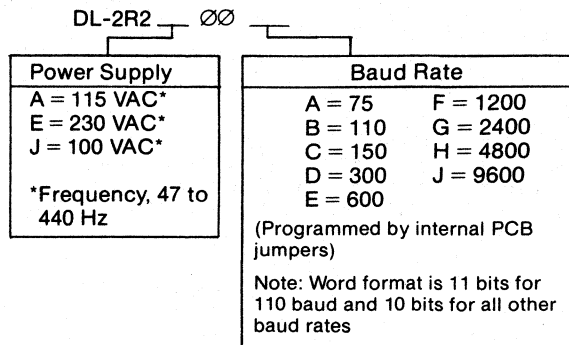 DL-2R2 __ ØØ __
Power Supply
A = 115 VAC*
E = 230 VAC*
J = 100 VAC*
*Frequency, 47 to
440 Hz
Baud Rate
A = 75 F = 1200
B = 110 G = 2400
C = 150 H = 4800
D = 300 J = 9600
E = 600
(Programmed by internal PCB
jumpers)
Note: Word format is 11 bits for
110 baud and 10 bits for all other
baud rates